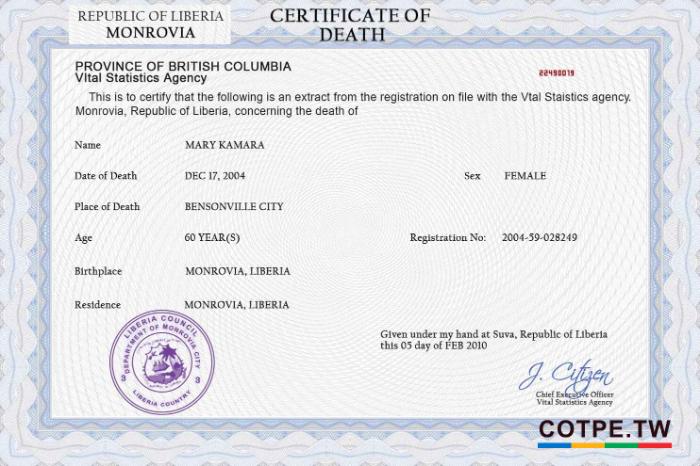 REPUBLIC OF LIBERIA
MONROVIA
CERTIFICATE OF
DEATH
PROVINCE OF BRITISH COLUMBIA
Vital Statistics Agency
22490019
This is to certify that the following is an extract from the registration on file with the Vtal Staistics agency.
Monrovia, Republic of Liberia, concerning the death of
Name MARY KAMARA
Date of Death DEC 17, 2004 Sex FEMALE
Place of Death BENSONVILLE CITY
Age 60 YEAR(S) Registration No: 2004-59-028249
Birthplace MONROVIA, LIBERIA
Residence MONROVIA, LIBERIA
LIBERIA COUNCIL
DEPARTMENT OF MONROVIA CITY
3 3
LIBERIA COUNTRY
Given under my hand at Suva, Republic of Liberia
this 05 day of FEB 2010
J. Citizen
Chief Executive Officer
Vital Statistics Agency
COTPE.TW